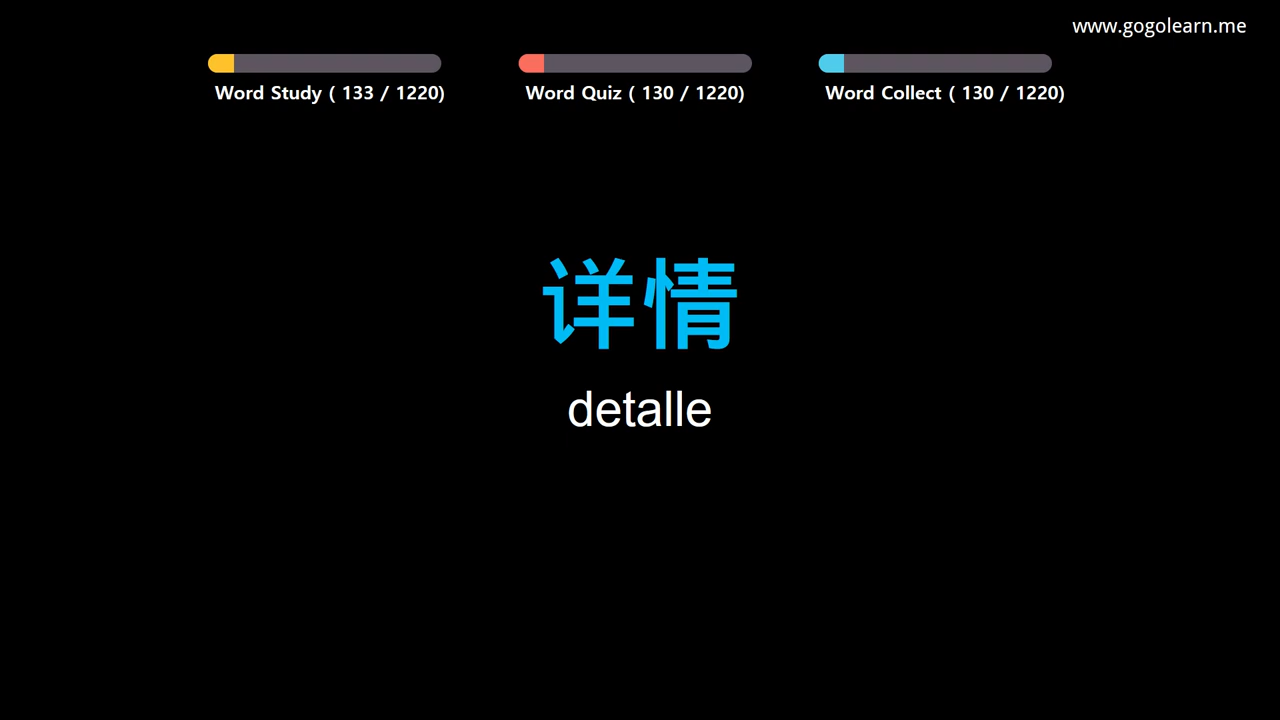 www.gogolearn.me
Word Study ( 133 / 1220)
Word Quiz ( 130 / 1220)
Word Collect ( 130 / 1220)
详情
detalle